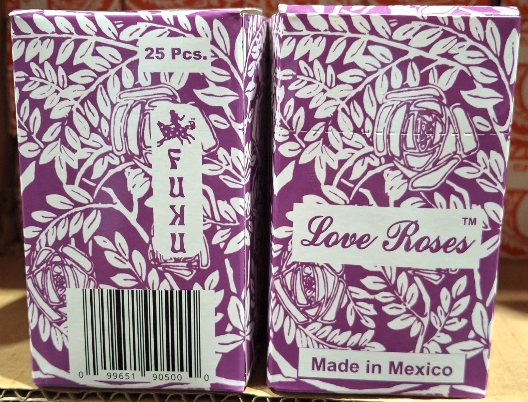 25 Pcs.
FUKU
0 99651 90500 0
Love Roses™
Made in Mexico